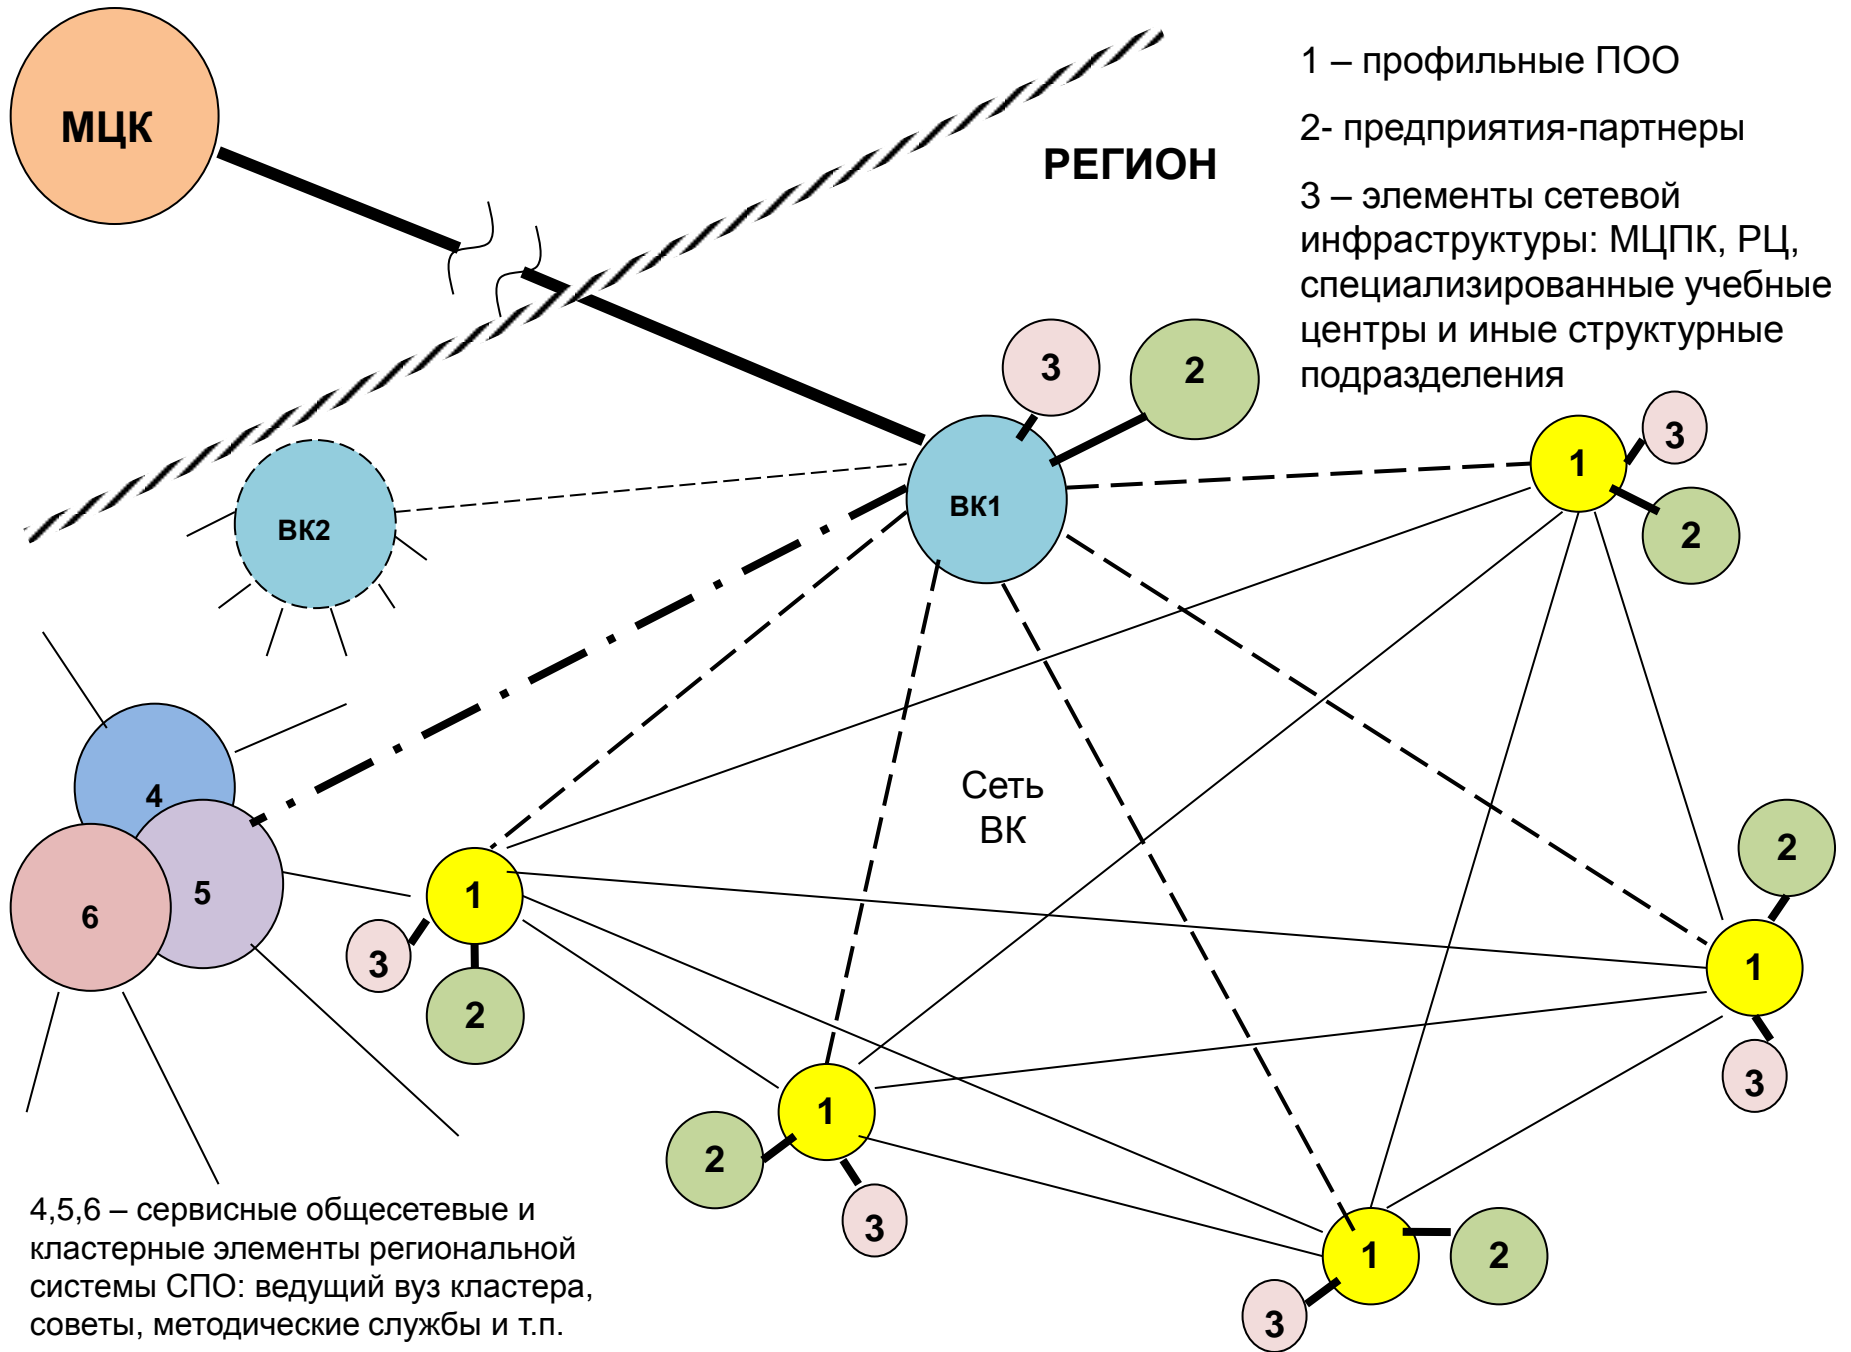 МЦК
РЕГИОН
1 – профильные ПОО
2- предприятия-партнеры
3 – элементы сетевой
инфраструктуры: МЦПК, РЦ,
специализированные учебные
центры и иные структурные
подразделения
3
2
ВК1
ВК2
1
3
2
Сеть
ВК
4
5
6
1
3
2
2
1
3
1
2
3
1
2
3
4,5,6 – сервисные общесетевые и
кластерные элементы региональной
системы СПО: ведущий вуз кластера,
советы, методические службы и т.п.